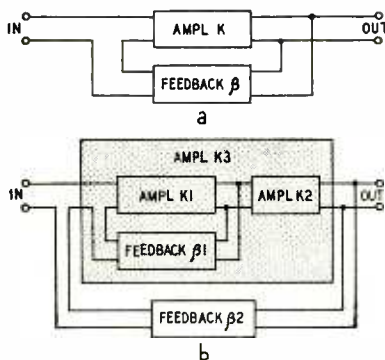 IN
AMPL K
OUT
FEEDBACK β
a
AMPL K3
IN
AMPL K1
AMPL K2
OUT
FEEDBACK β1
FEEDBACK β2
b